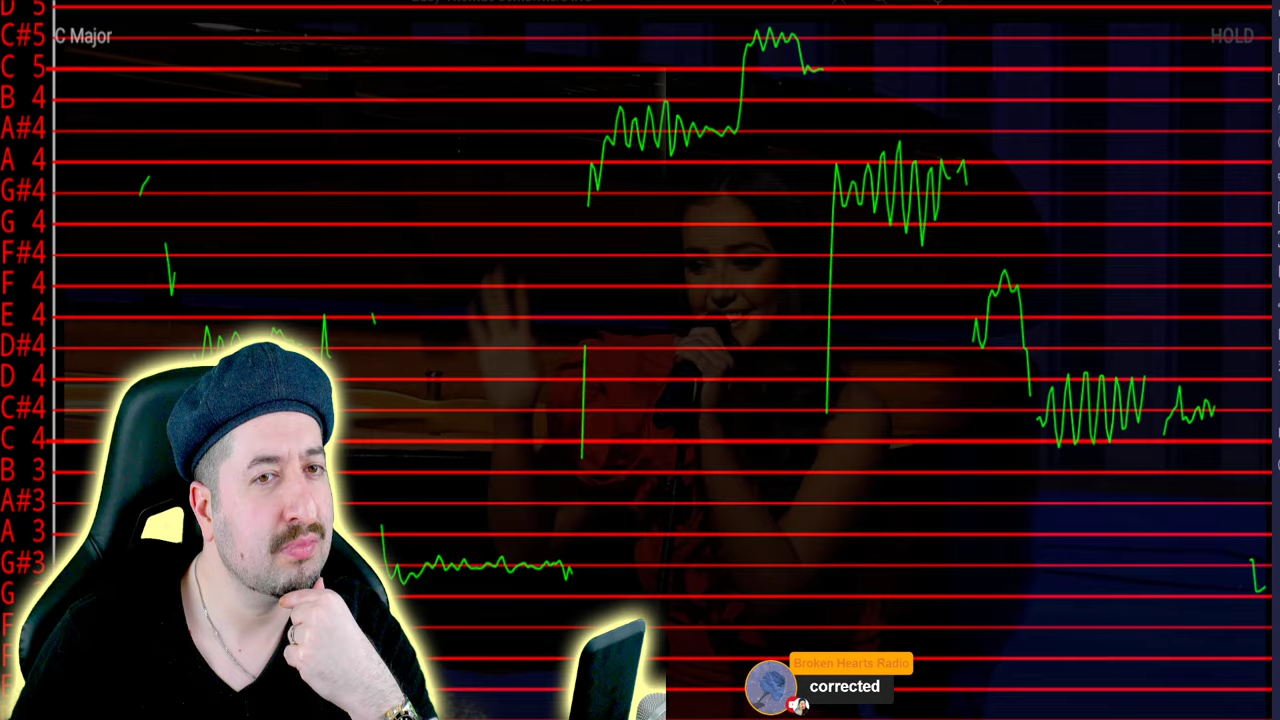 D 5
C#5
C Major
HOLD
C 5
B 4
A#4
A 4
G#4
G 4
F#4
F 4
E 4
D#4
D 4
C#4
C 4
B 3
A#3
A 3
G#3
G
F
F
E
Broken Hearts Radio
corrected